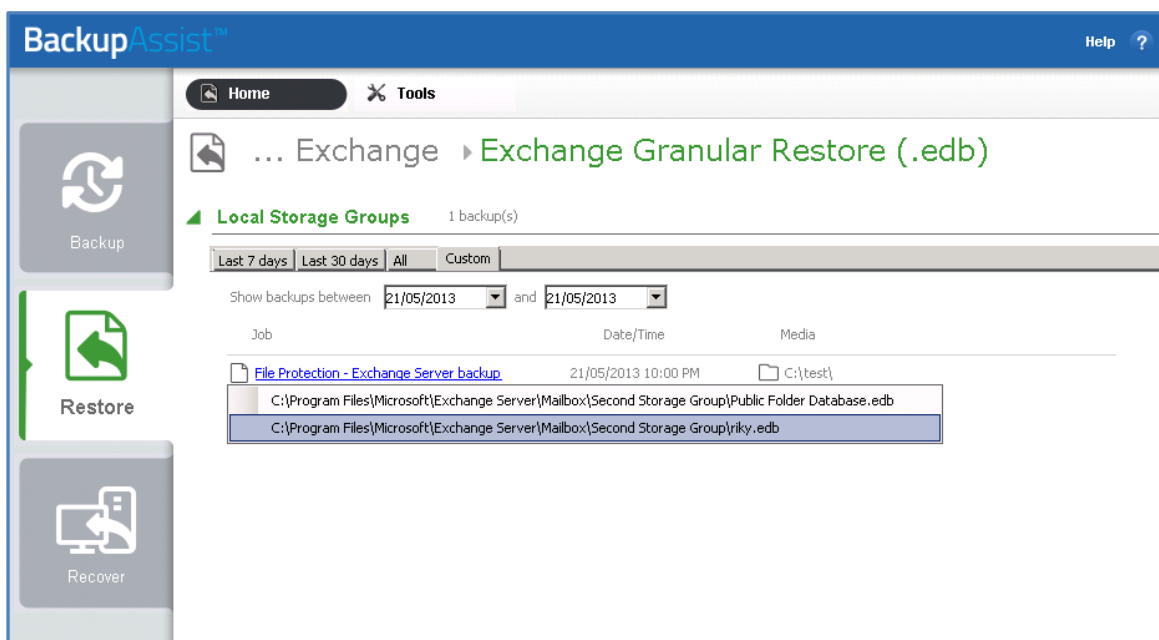 BackupAssist™
Help ?
Home Tools
... Exchange Exchange Granular Restore (.edb)
Local Storage Groups 1 backup(s)
Last 7 days Last 30 days All Custom
Show backups between 21/05/2013 and 21/05/2013
Job Date/Time Media
File Protection - Exchange Server backup 21/05/2013 10:00 PM C:\test\
C:\Program Files\Microsoft\Exchange Server\Mailbox\Second Storage Group\Public Folder Database.edb
C:\Program Files\Microsoft\Exchange Server\Mailbox\Second Storage Group\riky.edb
Backup
Restore
Recover